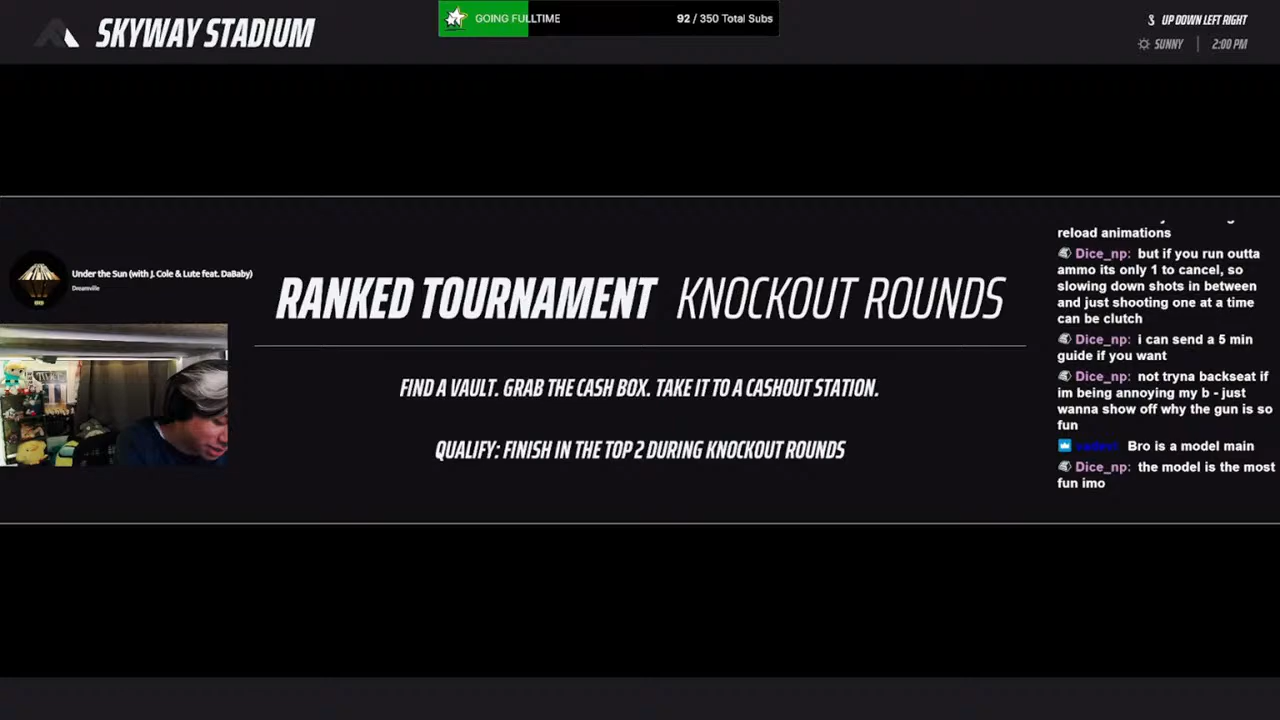 SKYWAY STADIUM
GOING FULLTIME
92 / 350 Total Subs
UP DOWN LEFT RIGHT
SUNNY
2:00 PM
Under the Sun (with J. Cole & Lute feat. DaBaby)
Dreamville
RANKED TOURNAMENT KNOCKOUT ROUNDS
FIND A VAULT. GRAB THE CASH BOX. TAKE IT TO A CASHOUT STATION.
QUALIFY: FINISH IN THE TOP 2 DURING KNOCKOUT ROUNDS
reload animations
Dice_np: but if you run outta
ammo its only 1 to cancel, so
slowing down shots in between
and just shooting one at a time
can be clutch
Dice_np: i can send a 5 min
guide if you want
Dice_np: not tryna backseat if
im being annoying my b - just
wanna show off why the gun is so
fun
Bro is a model main
Dice_np: the model is the most
fun imo